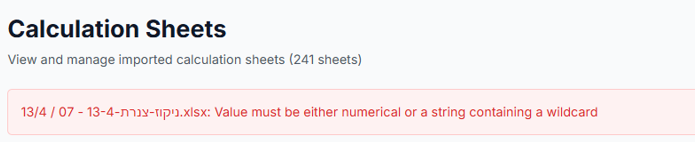 Calculation Sheets
View and manage imported calculation sheets (241 sheets)
13/4 / 07 - 13-4-ניקוז-צנרת.xlsx: Value must be either numerical or a string containing a wildcard